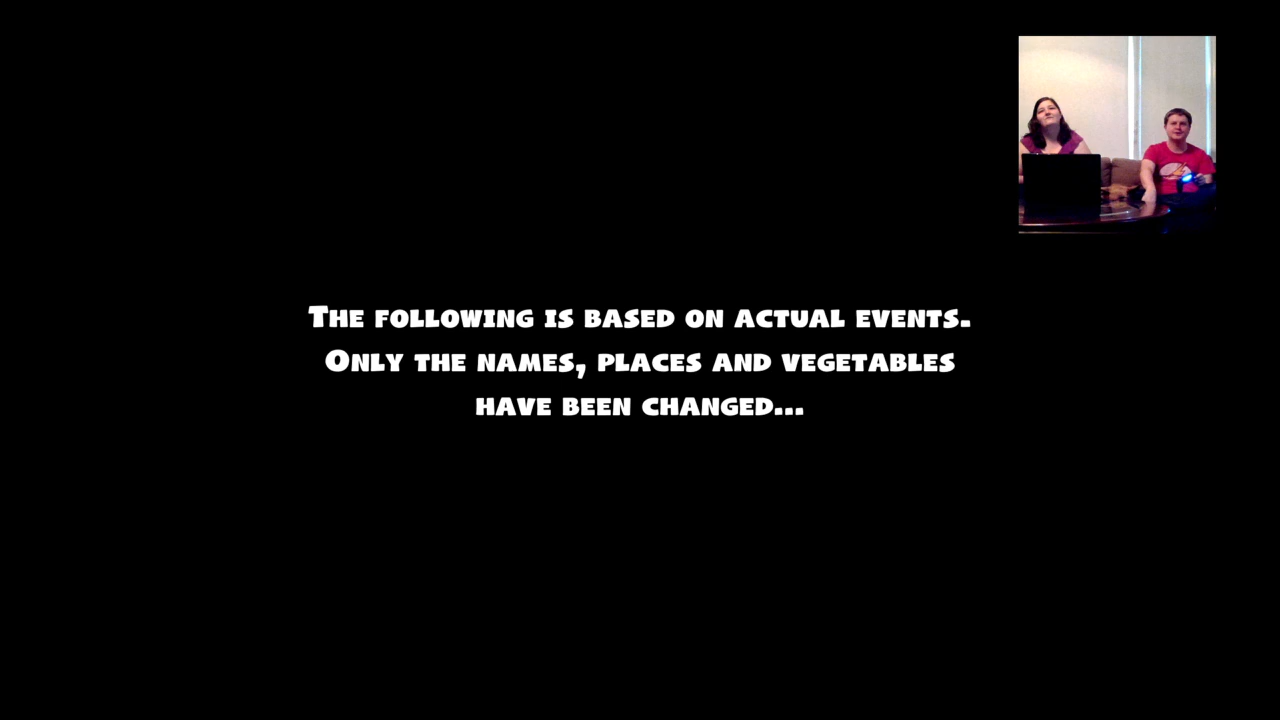 The following is based on actual events.
Only the names, places and vegetables
have been changed...